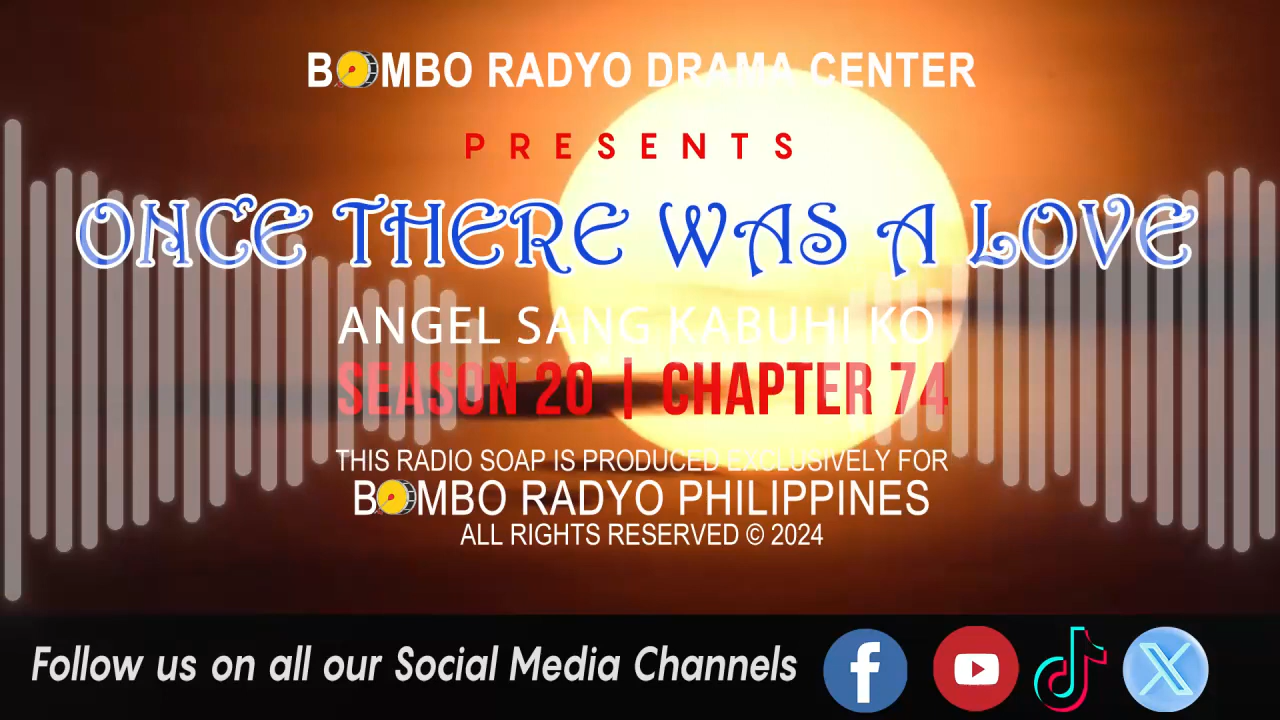 BOMBO RADYO DRAMA CENTER
PRESENTS
ONCE THERE WAS A LOVE
ANGEL SANG KABUHI KO
SEASON 20 | CHAPTER 74
THIS RADIO SOAP IS PRODUCED EXCLUSIVELY FOR
BOMBO RADYO PHILIPPINES
ALL RIGHTS RESERVED © 2024
Follow us on all our Social Media Channels